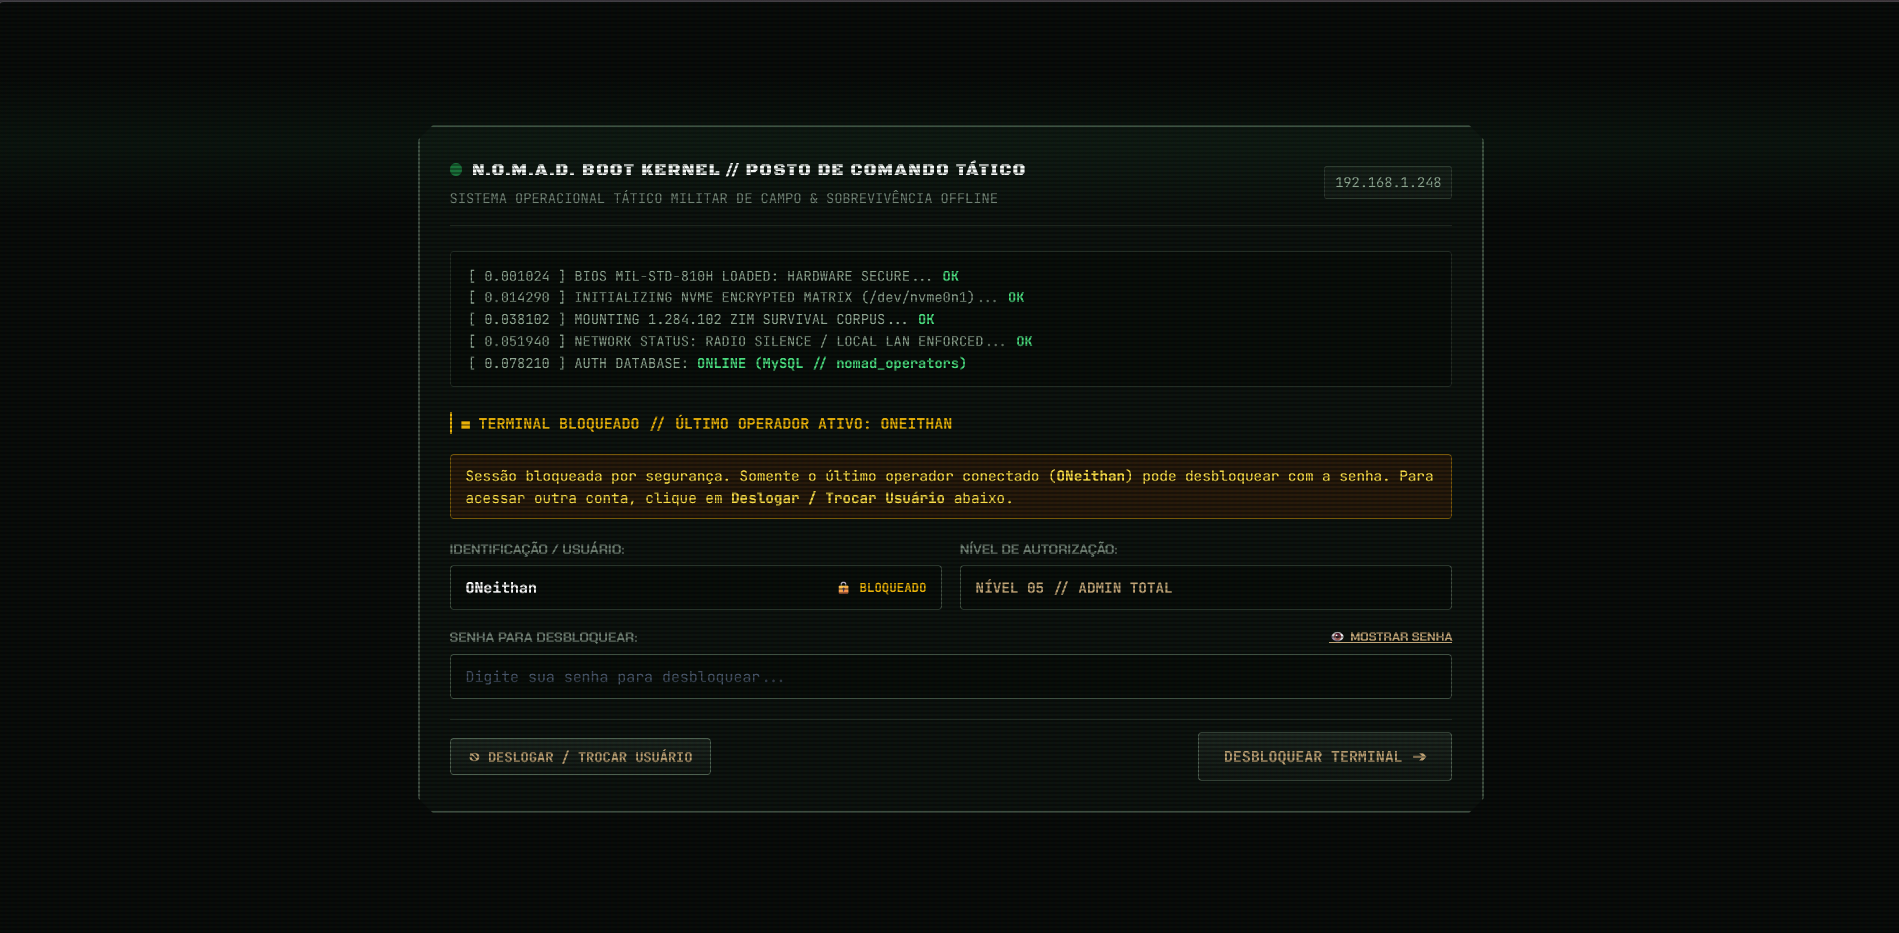 N.O.M.A.D. BOOT KERNEL // POSTO DE COMANDO TÁTICO
192.168.1.248
SISTEMA OPERACIONAL TÁTICO MILITAR DE CAMPO & SOBREVIVÊNCIA OFFLINE
[ 0.001024 ] BIOS MIL-STD-810H LOADED: HARDWARE SECURE... OK
[ 0.014290 ] INITIALIZING NVME ENCRYPTED MATRIX (/dev/nvme0n1)... OK
[ 0.038102 ] MOUNTING 1.284.102 ZIM SURVIVAL CORPUS... OK
[ 0.051940 ] NETWORK STATUS: RADIO SILENCE / LOCAL LAN ENFORCED... OK
[ 0.078210 ] AUTH DATABASE: ONLINE (MySQL // nomad_operators)
TERMINAL BLOQUEADO // ÚLTIMO OPERADOR ATIVO: ONEITHAN
Sessão bloqueada por segurança. Somente o último operador conectado (ONeithan) pode desbloquear com a senha. Para
acessar outra conta, clique em Deslogar / Trocar Usuário abaixo.
IDENTIFICAÇÃO / USUÁRIO:
ONeithan
🔒 BLOQUEADO
NÍVEL DE AUTORIZAÇÃO:
NÍVEL 05 // ADMIN TOTAL
SENHA PARA DESBLOQUEAR:
👁 MOSTRAR SENHA
Digite sua senha para desbloquear...
DESLOGAR / TROCAR USUÁRIO
DESBLOQUEAR TERMINAL ➔